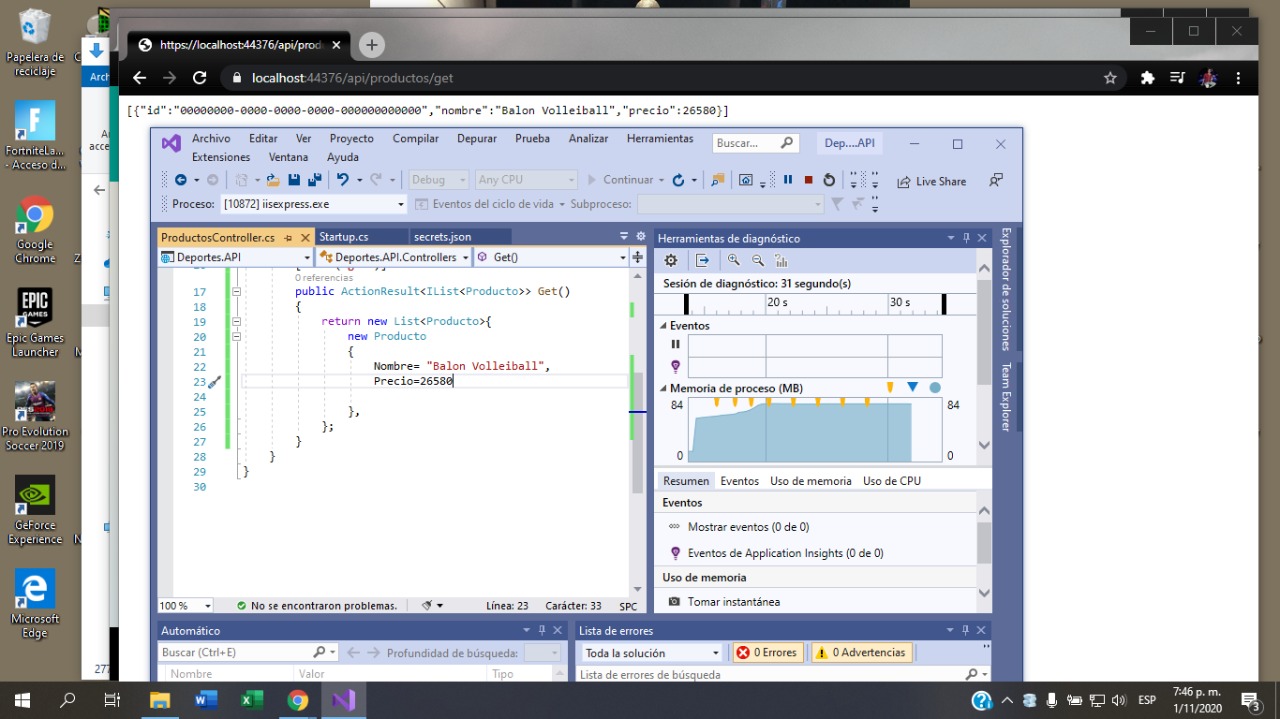 Papelera de
reciclaje
FortniteLa...
- Acceso d...
Google
Chrome
EPIC
GAMES
Epic Games
Launcher
Pro Evolution
Soccer 2019
GeForce
Experience
Microsoft
Edge
Arch
acce
277
https://localhost:44376/api/prod
localhost:44376/api/productos/get
[{"id":"00000000-0000-0000-0000-000000000000","nombre":"Balon Volleiball","precio":26580}]
Archivo Editar Ver Proyecto Compilar Depurar Prueba Analizar Herramientas
Buscar...
Dep....API
Extensiones Ventana Ayuda
Debug Any CPU Continuar Live Share
Proceso: [10872] iisexpress.exe Eventos del ciclo de vida Subproceso:
ProductosController.cs Startup.cs secrets.json
Deportes.API Deportes.API.Controllers Get()
0 referencias
17 public ActionResult<IList<Producto>> Get()
18 {
19 return new List<Producto>{
20 new Producto
21 {
22 Nombre= "Balon Volleiball",
23 Precio=26580
24
25 },
26 };
27 }
28 }
29 }
30
100 % No se encontraron problemas. Línea: 23 Carácter: 33 SPC
Herramientas de diagnóstico
Sesión de diagnóstico: 31 segundo(s)
20 s 30 s
Eventos
Memoria de proceso (MB)
84 84
0 0
Resumen Eventos Uso de memoria Uso de CPU
Eventos
Mostrar eventos (0 de 0)
Eventos de Application Insights (0 de 0)
Uso de memoria
Tomar instantánea
Explorador de soluciones
Team Explorer
Automático
Buscar (Ctrl+E) Profundidad de búsqueda:
Nombre Valor Tipo
Lista de errores
Toda la solución 0 Errores 0 Advertencias
Lista de errores de búsqueda
ESP
7:46 p. m.
1/11/2020
3